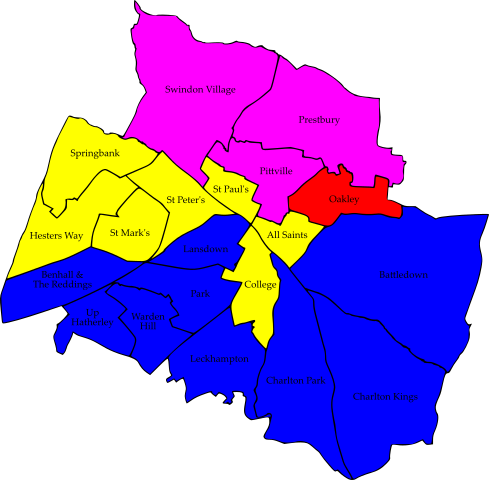 Swindon Village
Prestbury
Springbank
Pittville
St Paul's
St Peter's
Oakley
Hesters Way
St Mark's
All Saints
Lansdown
Benhall &
The Reddings
Battledown
College
Park
Up
Hatherley
Warden
Hill
Leckhampton
Charlton Park
Charlton Kings